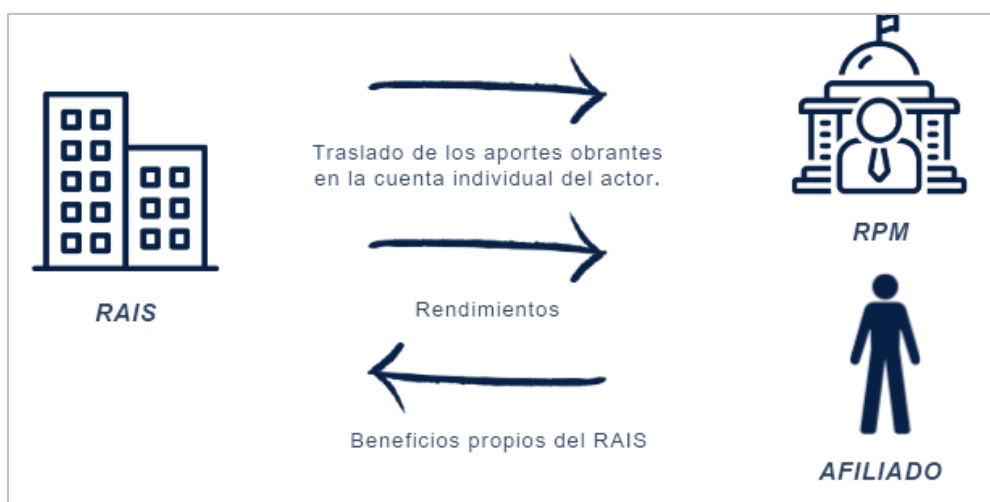 Traslado de los aportes obrantes
en la cuenta individual del actor.
RPM
RAIS
Rendimientos
Beneficios propios del RAIS
AFILIADO